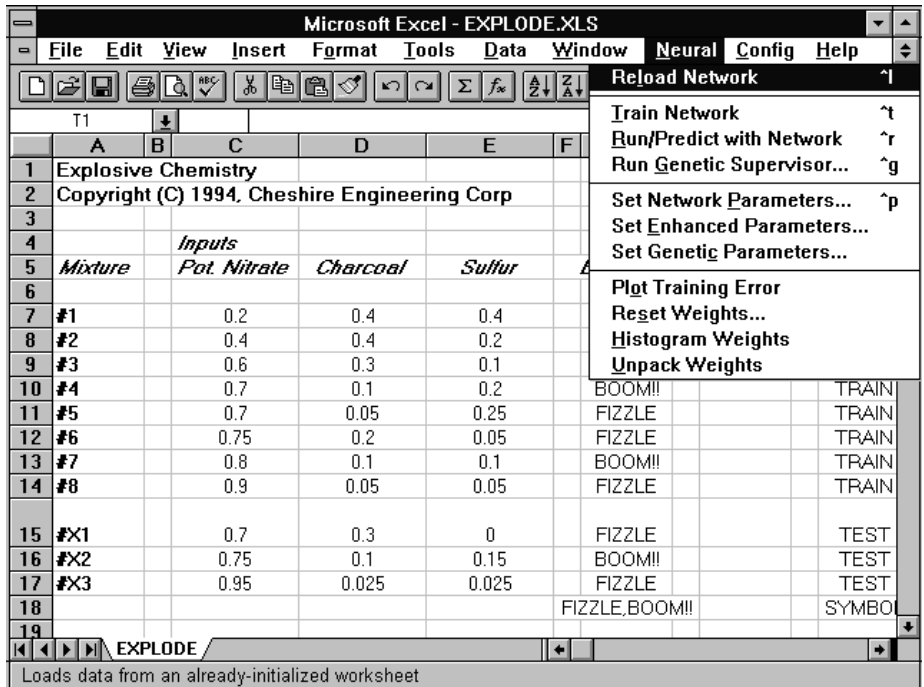 Microsoft Excel - EXPLODE.XLS
File Edit View Insert Format Tools Data Window Neural Config Help
Reload Network ^l
Train Network ^t
Run/Predict with Network ^r
Run Genetic Supervisor... ^g
Set Network Parameters... ^p
Set Enhanced Parameters...
Set Genetic Parameters...
Plot Training Error
Reset Weights...
Histogram Weights
Unpack Weights
T1
A B C D E F
1 Explosive Chemistry
2 Copyright (C) 1994, Cheshire Engineering Corp
3
4 Inputs
5 Mixture Pot. Nitrate Charcoal Sulfur
6
7 #1 0.2 0.4 0.4
8 #2 0.4 0.4 0.2
9 #3 0.6 0.3 0.1
10 #4 0.7 0.1 0.2 BOOM!! TRAIN
11 #5 0.7 0.05 0.25 FIZZLE TRAIN
12 #6 0.75 0.2 0.05 FIZZLE TRAIN
13 #7 0.8 0.1 0.1 BOOM!! TRAIN
14 #8 0.9 0.05 0.05 FIZZLE TRAIN
15 #X1 0.7 0.3 0 FIZZLE TEST
16 #X2 0.75 0.1 0.15 BOOM!! TEST
17 #X3 0.95 0.025 0.025 FIZZLE TEST
18 FIZZLE,BOOM!! SYMBO
19
EXPLODE
Loads data from an already-initialized worksheet